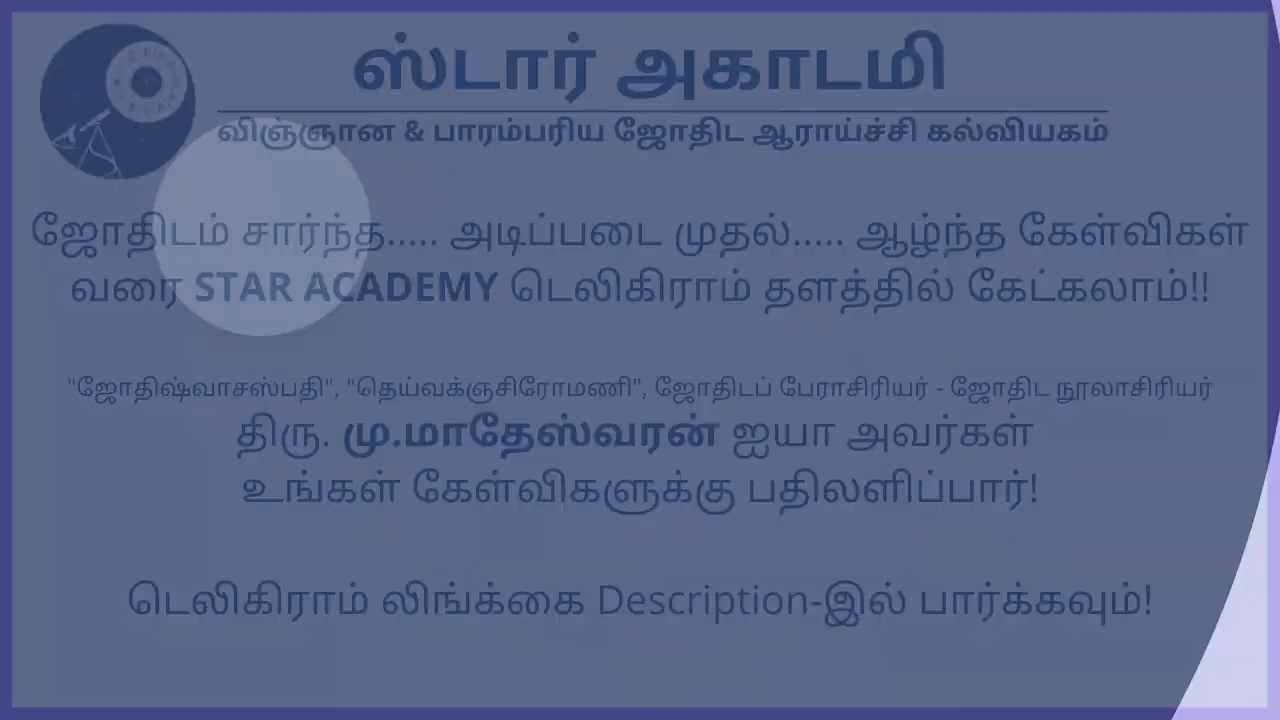 ஸ்டார் அகாடமி
விஞ்ஞான & பாரம்பரிய ஜோதிட ஆராய்ச்சி கல்வியகம்
ஜோதிடம் சார்ந்த..... அடிப்படை முதல்..... ஆழ்ந்த கேள்விகள்
வரை STAR ACADEMY டெலிகிராம் தளத்தில் கேட்கலாம்!!
"ஜோதிஷ்வாசஸ்பதி", "தெய்வக்ஞசிரோமணி", ஜோதிடப் பேராசிரியர் - ஜோதிட நூலாசிரியர்
திரு. மு.மாதேஸ்வரன் ஐயா அவர்கள்
உங்கள் கேள்விகளுக்கு பதிலளிப்பார்!
டெலிகிராம் லிங்க்கை Description-இல் பார்க்கவும்!